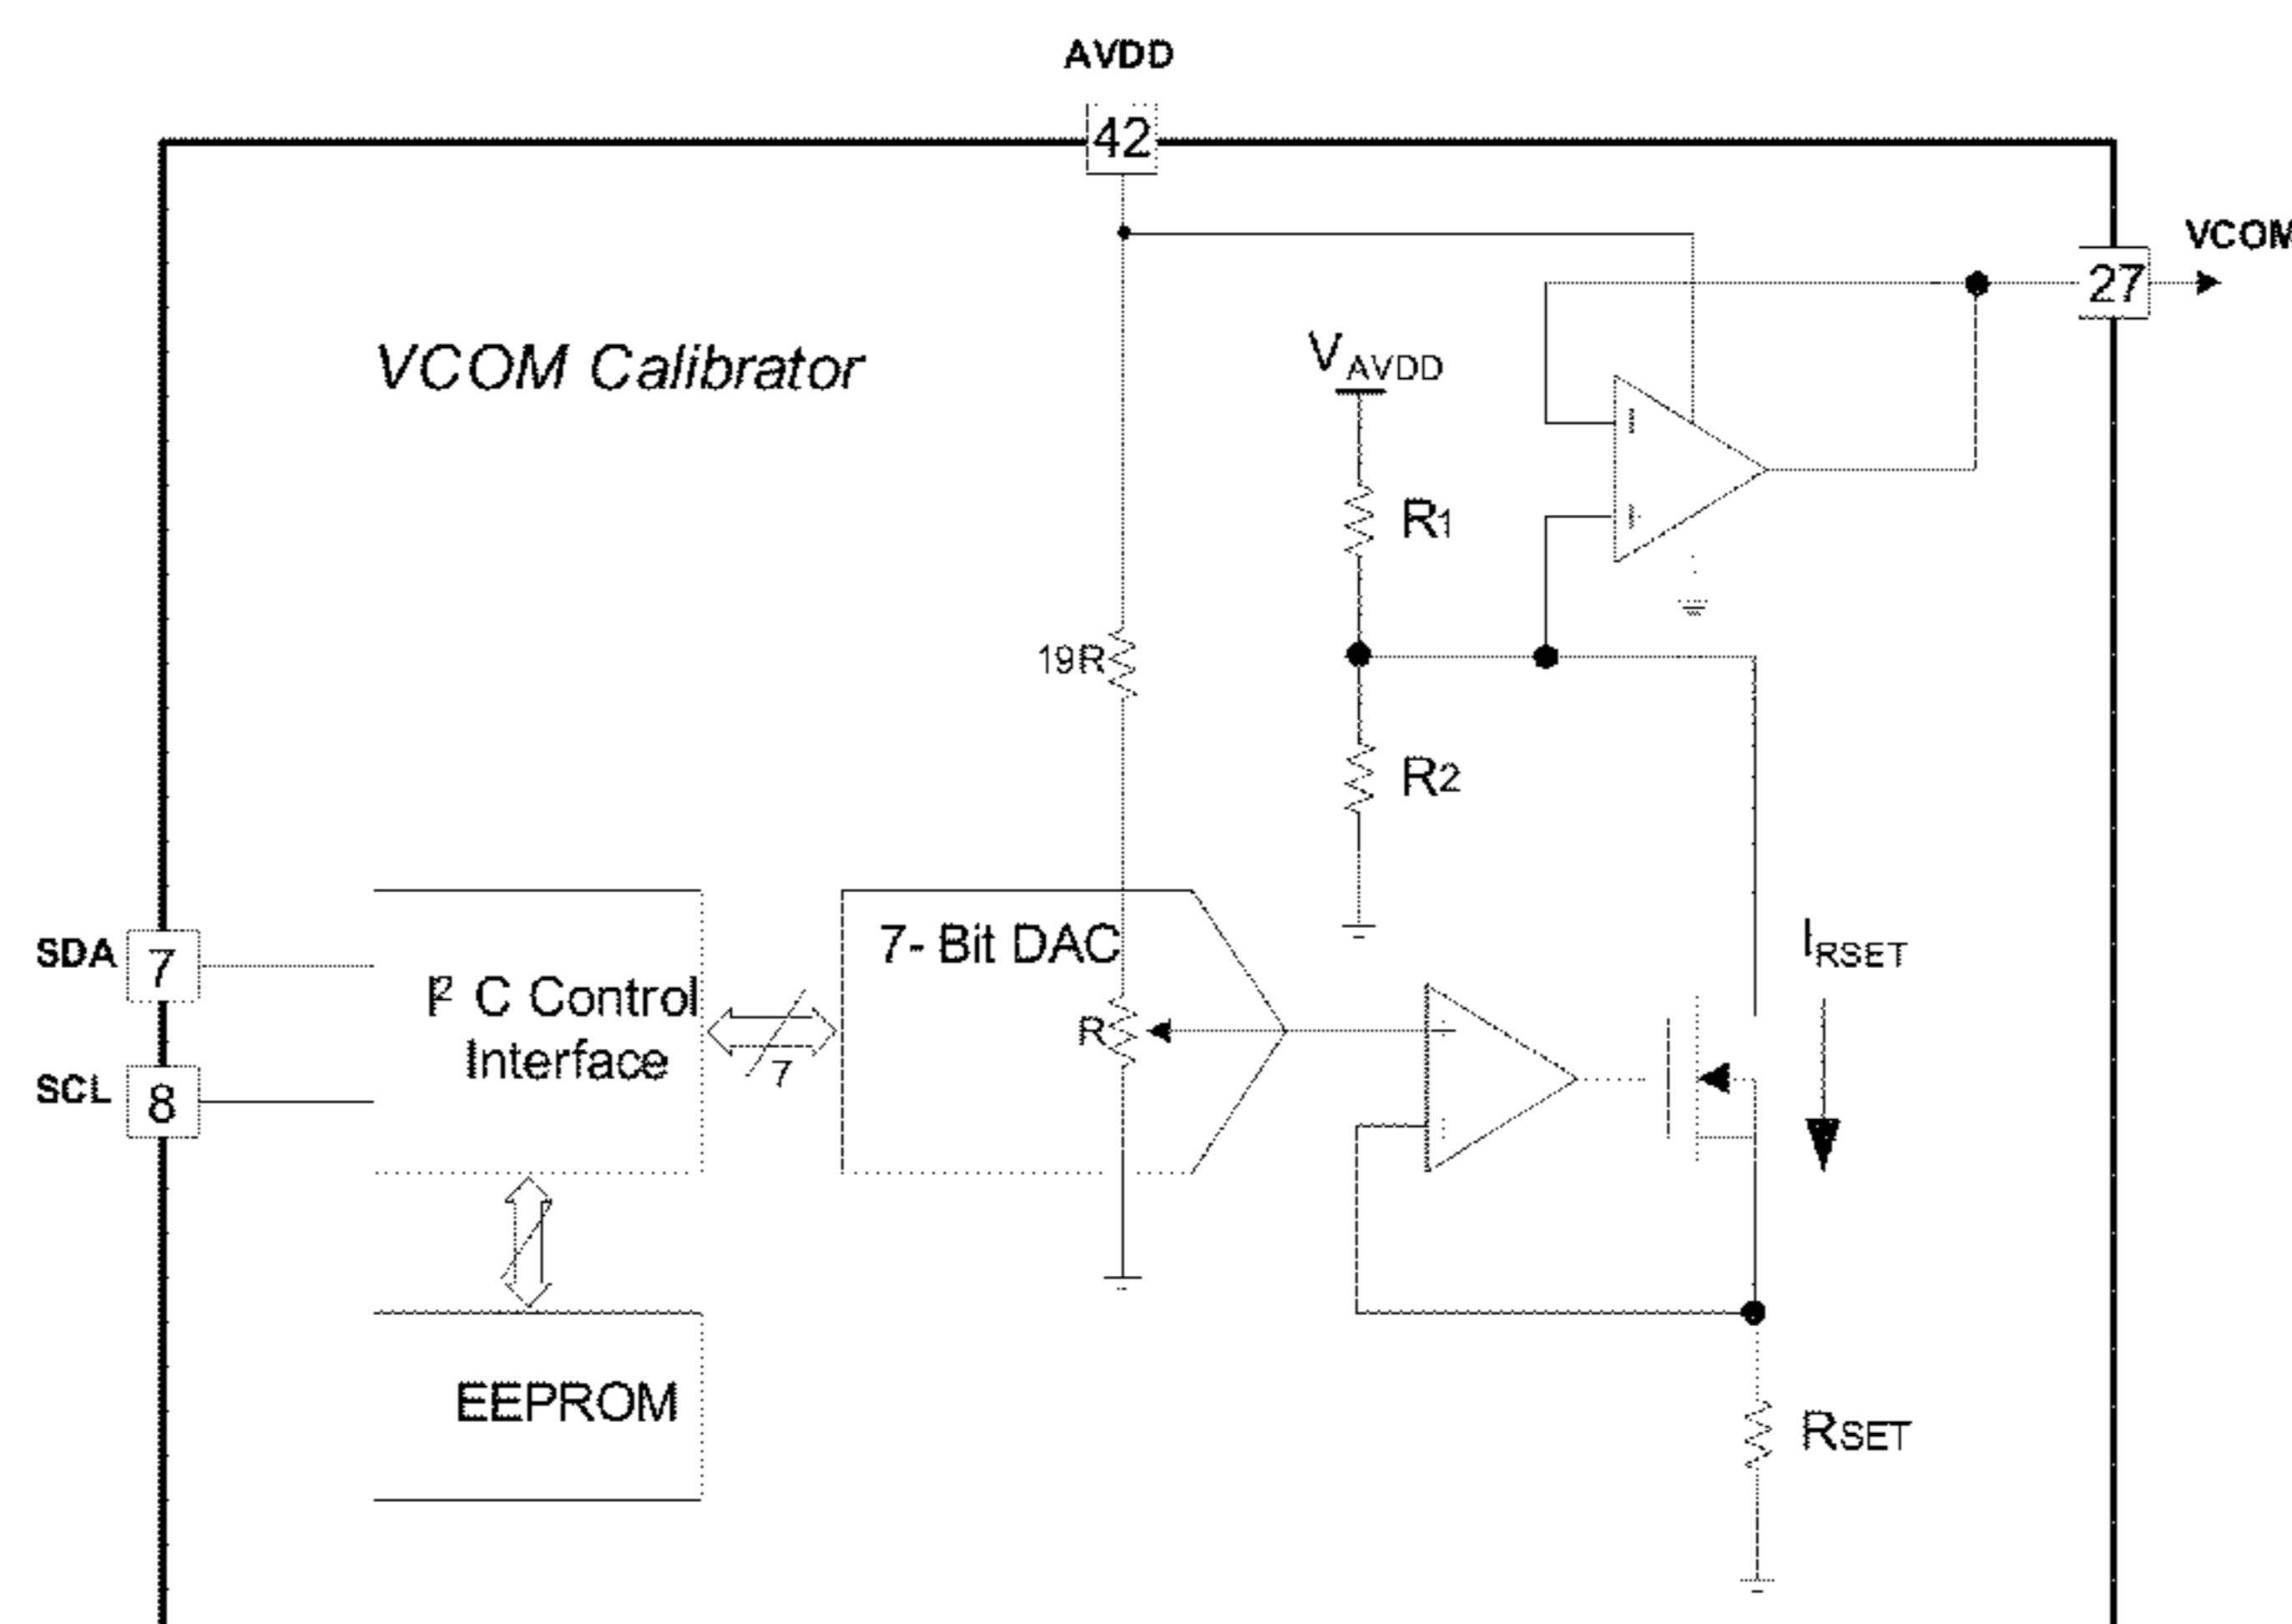 AVDD
42
VCOM
27
VCOM Calibrator
VAVDD
R1
19R
R2
SDA
7
I² C Control
Interface
7
7- Bit DAC
R
IRSET
SCL
8
EEPROM
RSET